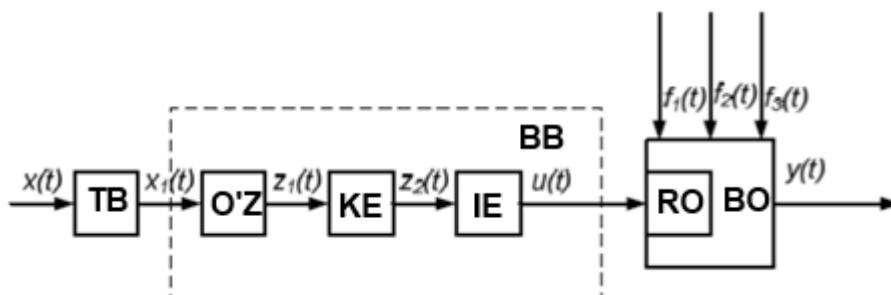 f₁(t) f₂(t) f₃(t)
BB
x(t) x₁(t) z₁(t) z₂(t) u(t) y(t)
TB O'Z KE IE RO BO